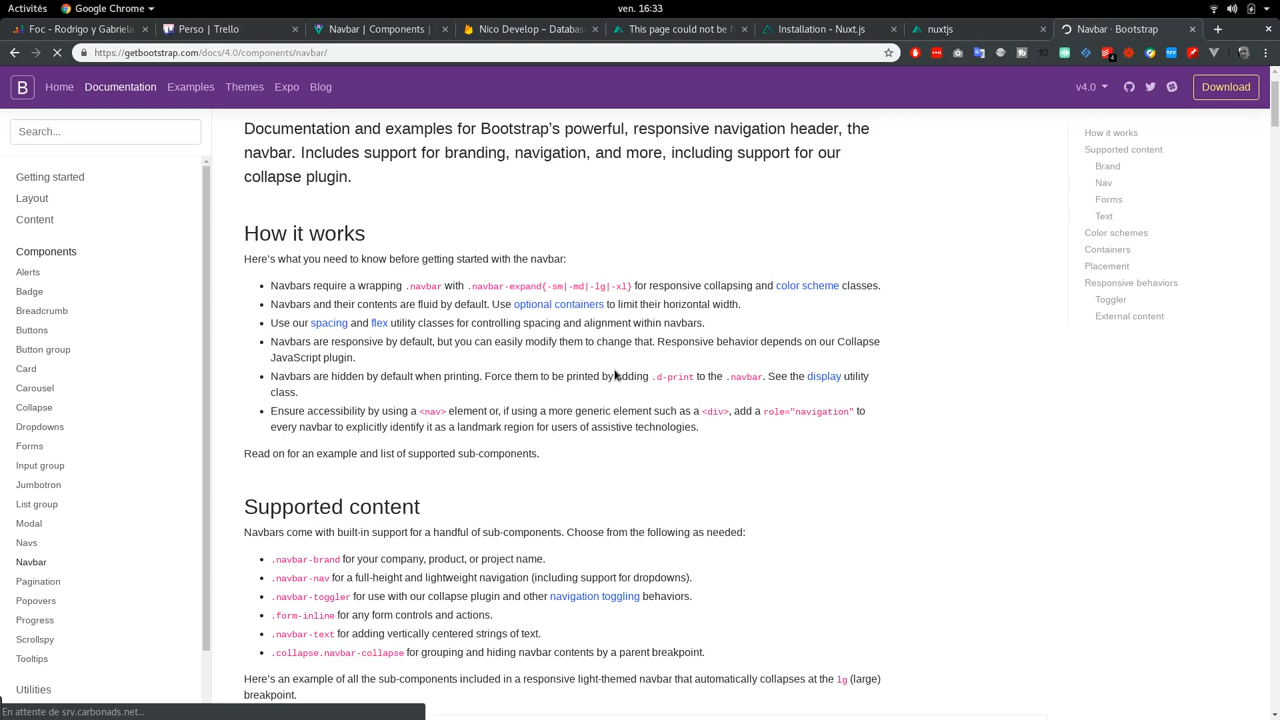 Activités
Google Chrome
ven. 16:33
Foc - Rodrigo y Gabriela
Perso | Trello
Navbar | Components |
Nico Develop – Databas
This page could not be f
Installation - Nuxt.js
nuxtjs
Navbar · Bootstrap
https://getbootstrap.com/docs/4.0/components/navbar/
4
B
Home
Documentation
Examples
Themes
Expo
Blog
v4.0
Download
Search...
Getting started
Layout
Content
Components
Alerts
Badge
Breadcrumb
Buttons
Button group
Card
Carousel
Collapse
Dropdowns
Forms
Input group
Jumbotron
List group
Modal
Navs
Navbar
Pagination
Popovers
Progress
Scrollspy
Tooltips
Utilities
Documentation and examples for Bootstrap’s powerful, responsive navigation header, the
navbar. Includes support for branding, navigation, and more, including support for our
collapse plugin.
How it works
Here’s what you need to know before getting started with the navbar:
• Navbars require a wrapping .navbar with .navbar-expand{-sm|-md|-lg|-xl} for responsive collapsing and color scheme classes.
• Navbars and their contents are fluid by default. Use optional containers to limit their horizontal width.
• Use our spacing and flex utility classes for controlling spacing and alignment within navbars.
• Navbars are responsive by default, but you can easily modify them to change that. Responsive behavior depends on our Collapse
JavaScript plugin.
• Navbars are hidden by default when printing. Force them to be printed by adding .d-print to the .navbar. See the display utility
class.
• Ensure accessibility by using a <nav> element or, if using a more generic element such as a <div>, add a role="navigation" to
every navbar to explicitly identify it as a landmark region for users of assistive technologies.
Read on for an example and list of supported sub-components.
Supported content
Navbars come with built-in support for a handful of sub-components. Choose from the following as needed:
• .navbar-brand for your company, product, or project name.
• .navbar-nav for a full-height and lightweight navigation (including support for dropdowns).
• .navbar-toggler for use with our collapse plugin and other navigation toggling behaviors.
• .form-inline for any form controls and actions.
• .navbar-text for adding vertically centered strings of text.
• .collapse.navbar-collapse for grouping and hiding navbar contents by a parent breakpoint.
Here’s an example of all the sub-components included in a responsive light-themed navbar that automatically collapses at the lg (large)
breakpoint.
How it works
Supported content
Brand
Nav
Forms
Text
Color schemes
Containers
Placement
Responsive behaviors
Toggler
External content
En attente de srv.carbonads.net...